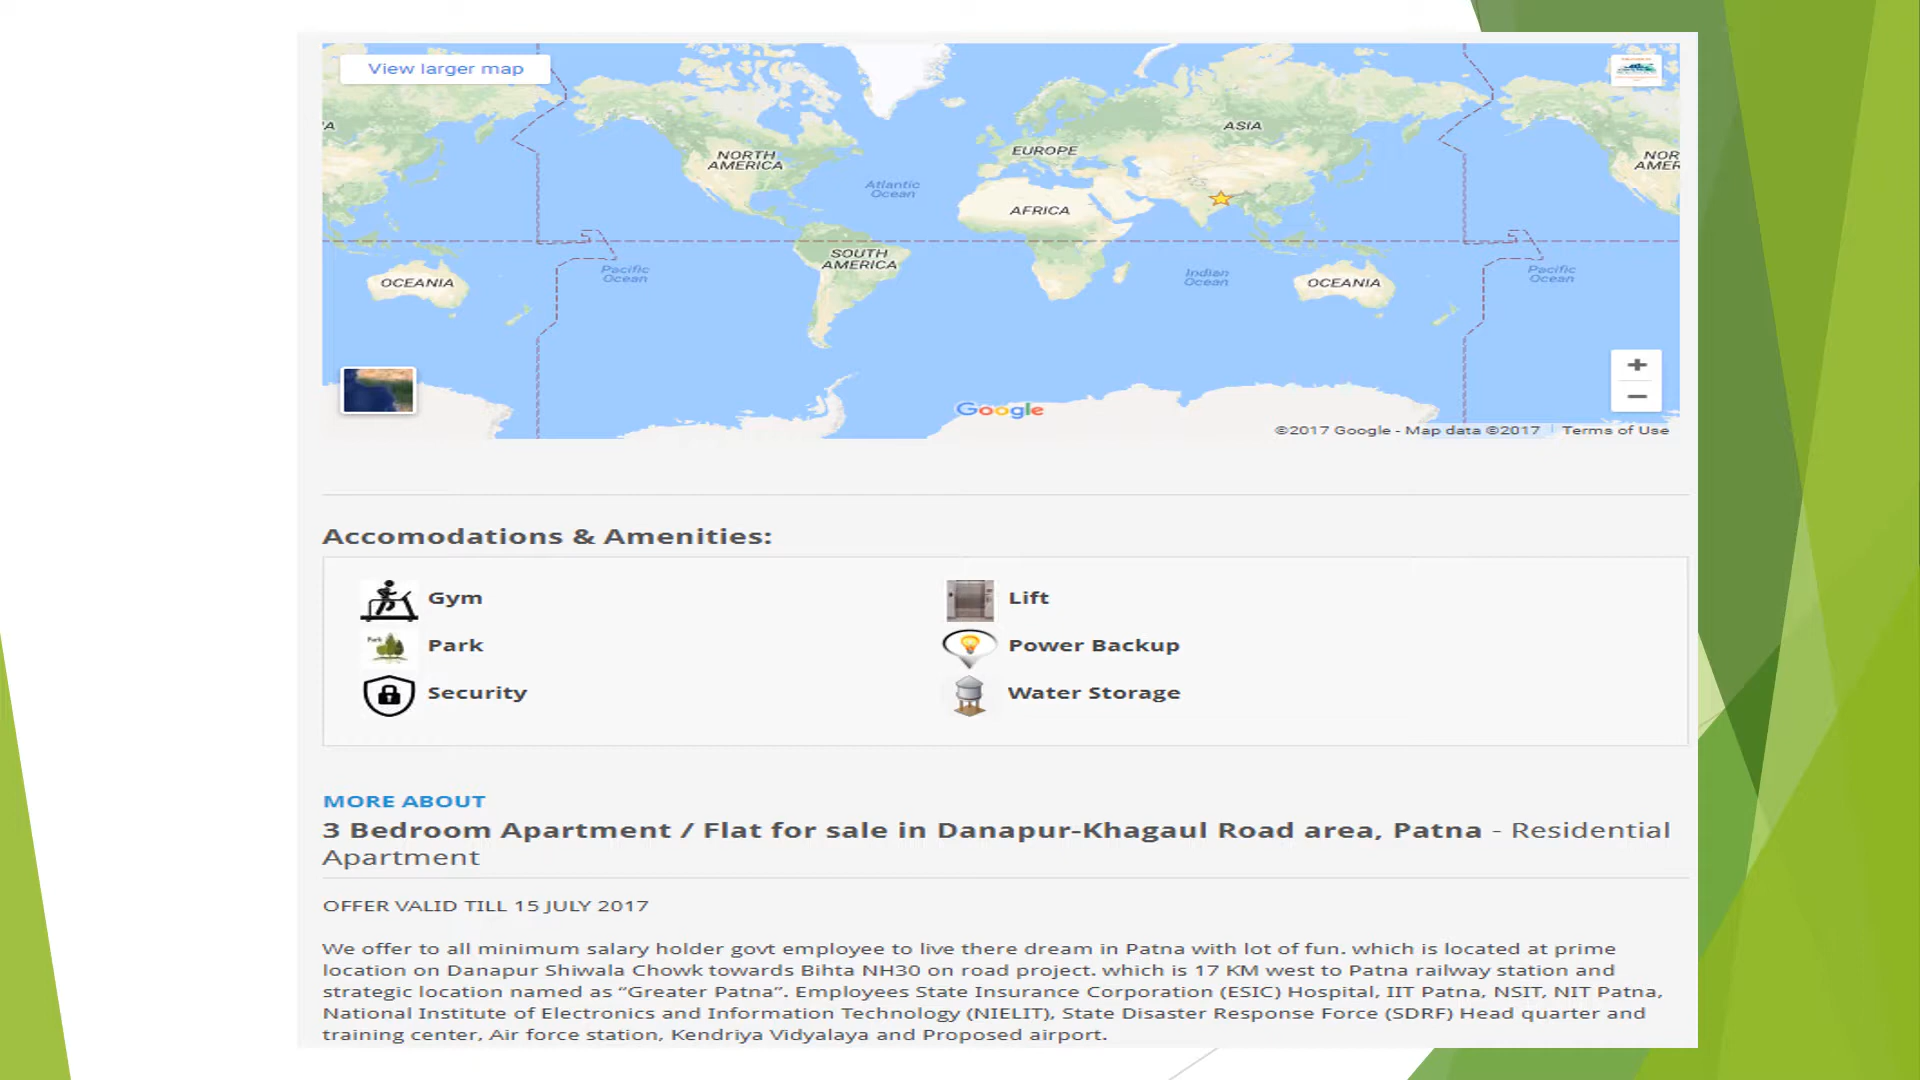 View larger map
A
ASIA
NORTH
AMERICA
EUROPE
NOR
AMER
Atlantic
Ocean
AFRICA
SOUTH
AMERICA
Pacific
Ocean
Indian
Ocean
Pacific
Ocean
OCEANIA
OCEANIA
+
−
Google
©2017 Google - Map data ©2017
Terms of Use
Accomodations & Amenities:
Gym
Lift
Park
Park
Power Backup
Security
Water Storage
MORE ABOUT
3 Bedroom Apartment / Flat for sale in Danapur-Khagaul Road area, Patna - Residential
Apartment
OFFER VALID TILL 15 JULY 2017
We offer to all minimum salary holder govt employee to live there dream in Patna with lot of fun. which is located at prime
location on Danapur Shiwala Chowk towards Bihta NH30 on road project. which is 17 KM west to Patna railway station and
strategic location named as “Greater Patna”. Employees State Insurance Corporation (ESIC) Hospital, IIT Patna, NSIT, NIT Patna,
National Institute of Electronics and Information Technology (NIELIT), State Disaster Response Force (SDRF) Head quarter and
training center, Air force station, Kendriya Vidyalaya and Proposed airport.